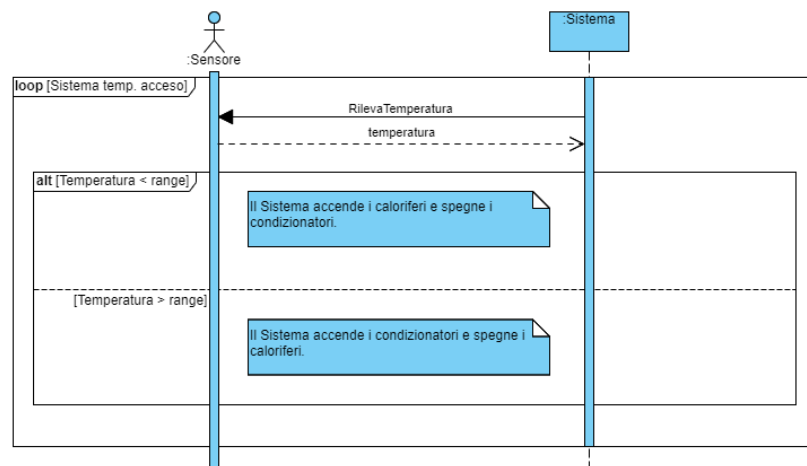 :Sensore
:Sistema
loop [Sistema temp. acceso]
RilevaTemperatura
temperatura
alt [Temperatura < range]
Il Sistema accende i caloriferi e spegne i
condizionatori.
[Temperatura > range]
Il Sistema accende i condizionatori e spegne i
caloriferi.